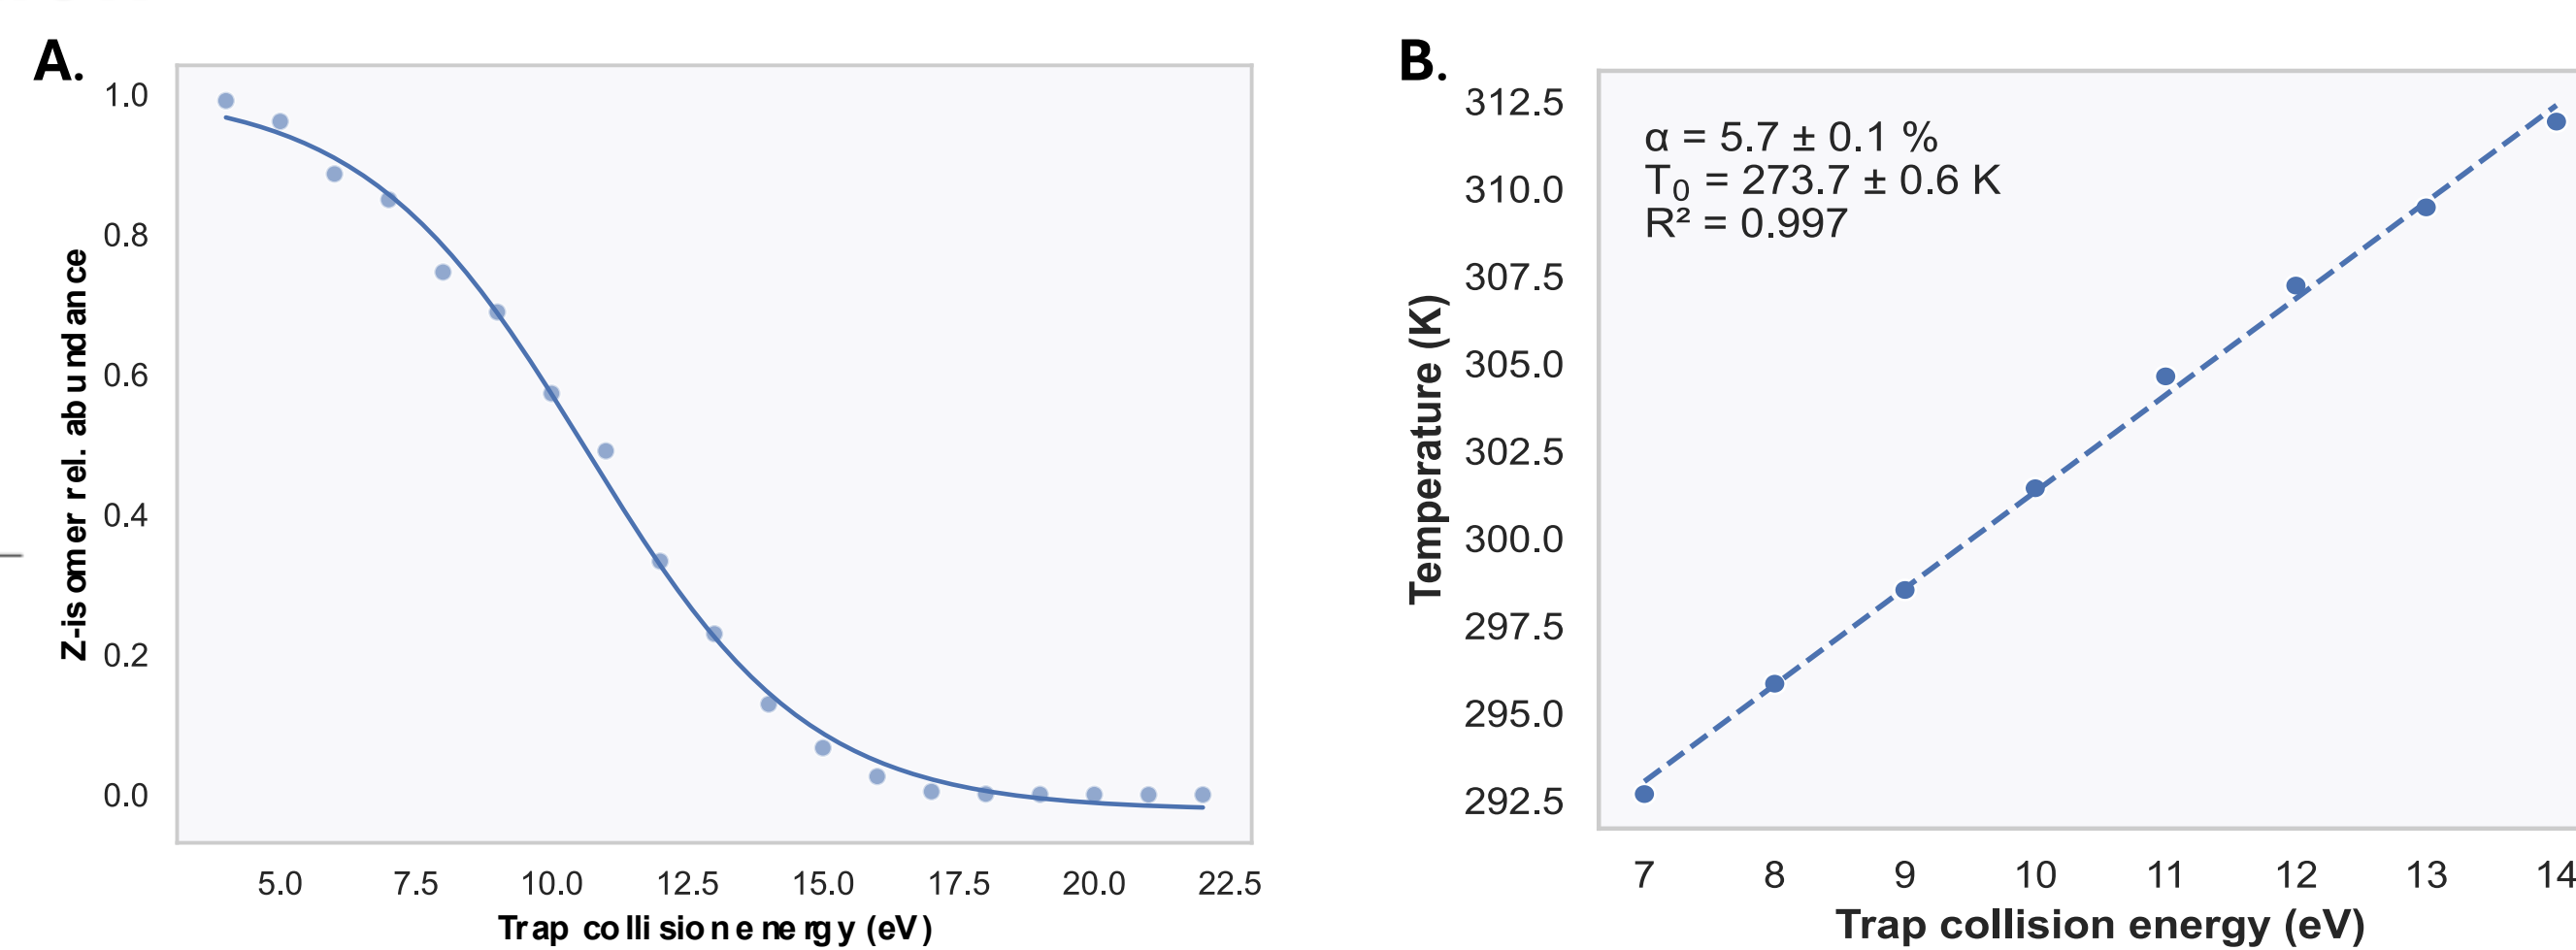 A.
1.0
0.8
0.6
0.4
0.2
0.0
Z-isomer rel. abundance
5.0 7.5 10.0 12.5 15.0 17.5 20.0 22.5
Trap collision energy (eV)
B.
312.5
310.0
307.5
305.0
302.5
300.0
297.5
295.0
292.5
Temperature (K)
α = 5.7 ± 0.1 %
T₀ = 273.7 ± 0.6 K
R² = 0.997
7 8 9 10 11 12 13 14
Trap collision energy (eV)